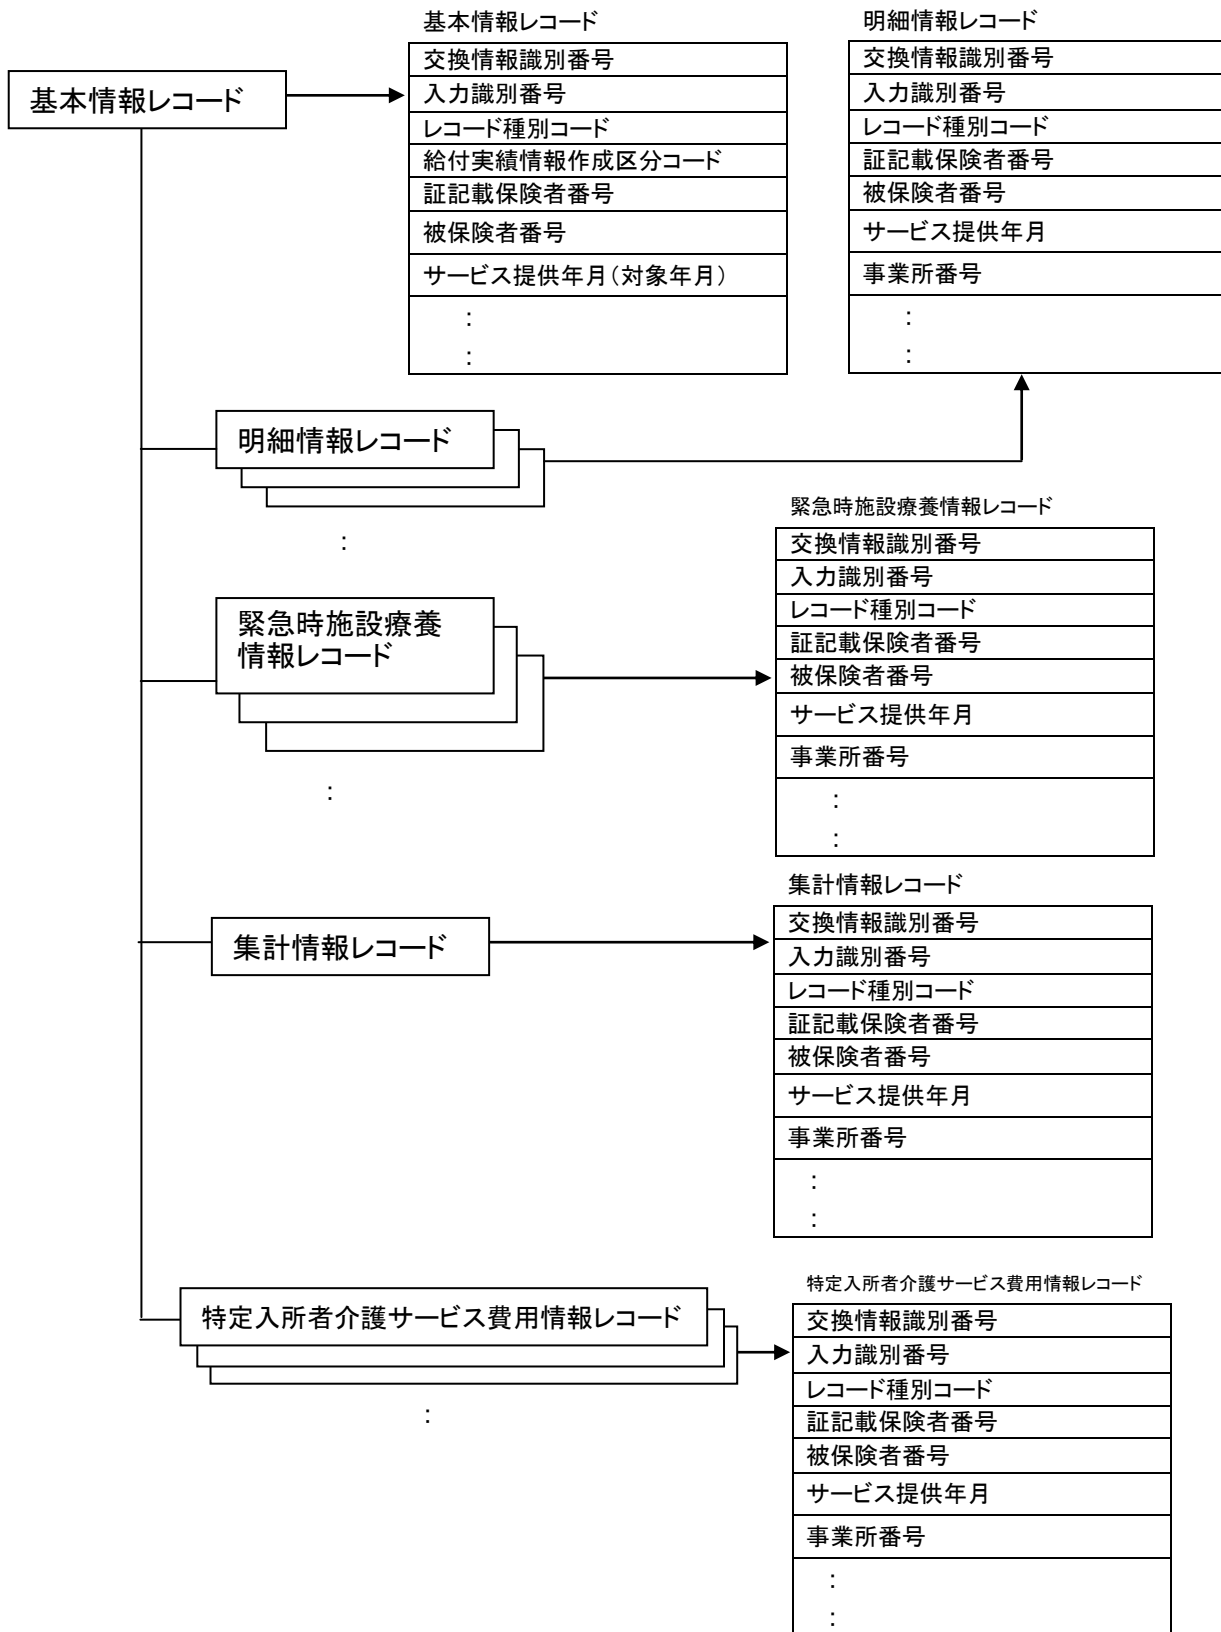 基本情報レコード
基本情報レコード
交換情報識別番号
入力識別番号
レコード種別コード
給付実績情報作成区分コード
証記載保険者番号
被保険者番号
サービス提供年月(対象年月)
:
:
明細情報レコード
交換情報識別番号
入力識別番号
レコード種別コード
証記載保険者番号
被保険者番号
サービス提供年月
事業所番号
:
:
明細情報レコード
:
緊急時施設療養
情報レコード
:
緊急時施設療養情報レコード
交換情報識別番号
入力識別番号
レコード種別コード
証記載保険者番号
被保険者番号
サービス提供年月
事業所番号
:
:
集計情報レコード
集計情報レコード
交換情報識別番号
入力識別番号
レコード種別コード
証記載保険者番号
被保険者番号
サービス提供年月
事業所番号
:
:
特定入所者介護サービス費用情報レコード
:
特定入所者介護サービス費用情報レコード
交換情報識別番号
入力識別番号
レコード種別コード
証記載保険者番号
被保険者番号
サービス提供年月
事業所番号
:
: